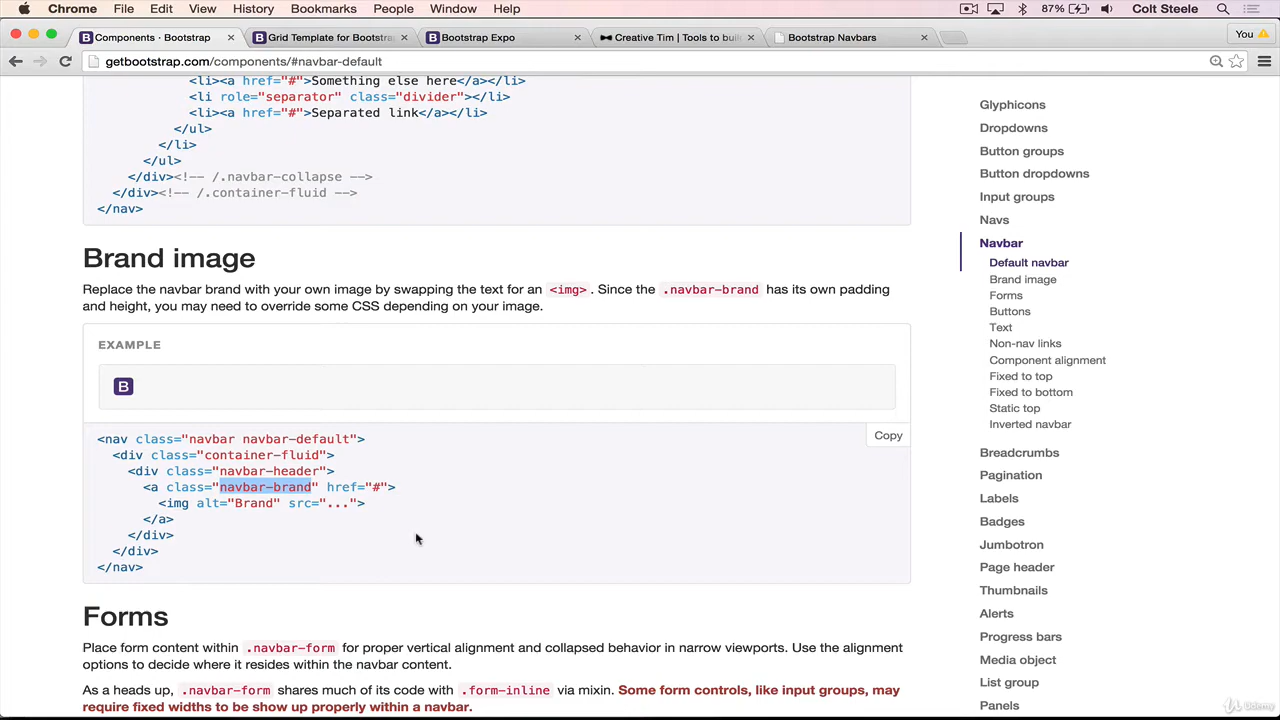 Chrome File Edit View History Bookmarks People Window Help 87% Colt Steele
Components · Bootstrap Grid Template for Bootstra Bootstrap Expo Creative Tim | Tools to buil Bootstrap Navbars You
getbootstrap.com/components/#navbar-default
<li><a href="#">Something else here</a></li>
<li role="separator" class="divider"></li>
<li><a href="#">Separated link</a></li>
</ul>
</li>
</ul>
</div><!-- /.navbar-collapse -->
</div><!-- /.container-fluid -->
</nav>
Brand image
Replace the navbar brand with your own image by swapping the text for an <img>. Since the .navbar-brand has its own padding
and height, you may need to override some CSS depending on your image.
EXAMPLE
B
Copy
<nav class="navbar navbar-default">
<div class="container-fluid">
<div class="navbar-header">
<a class="navbar-brand" href="#">
<img alt="Brand" src="...">
</a>
</div>
</div>
</nav>
Forms
Place form content within .navbar-form for proper vertical alignment and collapsed behavior in narrow viewports. Use the alignment
options to decide where it resides within the navbar content.
As a heads up, .navbar-form shares much of its code with .form-inline via mixin. Some form controls, like input groups, may
require fixed widths to be show up properly within a navbar.
Glyphicons
Dropdowns
Button groups
Button dropdowns
Input groups
Navs
Navbar
Default navbar
Brand image
Forms
Buttons
Text
Non-nav links
Component alignment
Fixed to top
Fixed to bottom
Static top
Inverted navbar
Breadcrumbs
Pagination
Labels
Badges
Jumbotron
Page header
Thumbnails
Alerts
Progress bars
Media object
List group
Panels
Udemy